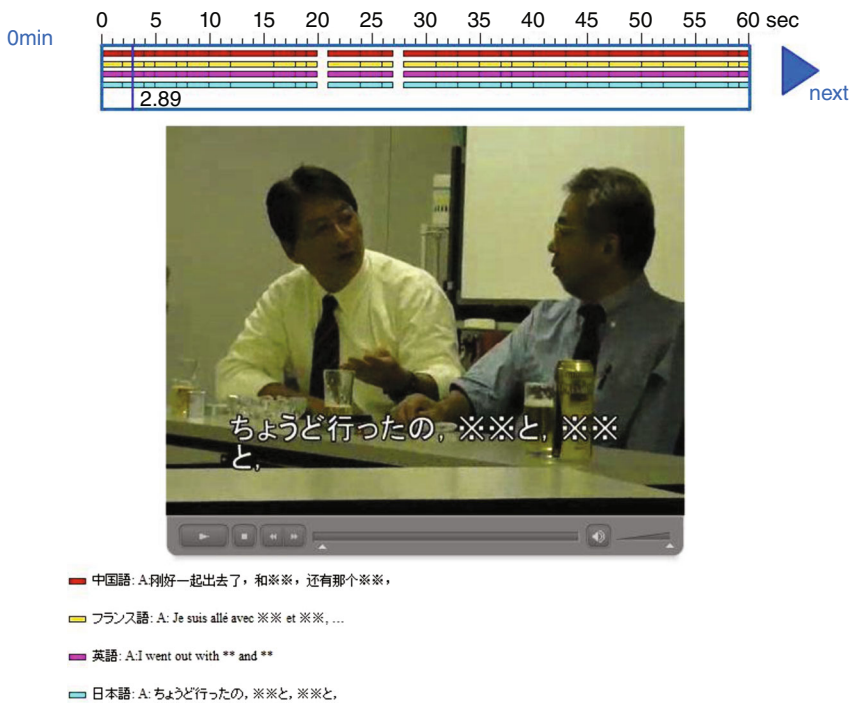 0 5 10 15 20 25 30 35 40 45 50 55 60 sec
0min
2.89
next
ちょうど行ったの, ※※と, ※※
と,
中国語: A:刚好一起出去了，和※※，还有那个※※，
フランス語: A: Je suis allé avec ※※ et ※※, …
英語: A:I went out with ** and **
日本語: A: ちょうど行ったの, ※※と, ※※と,